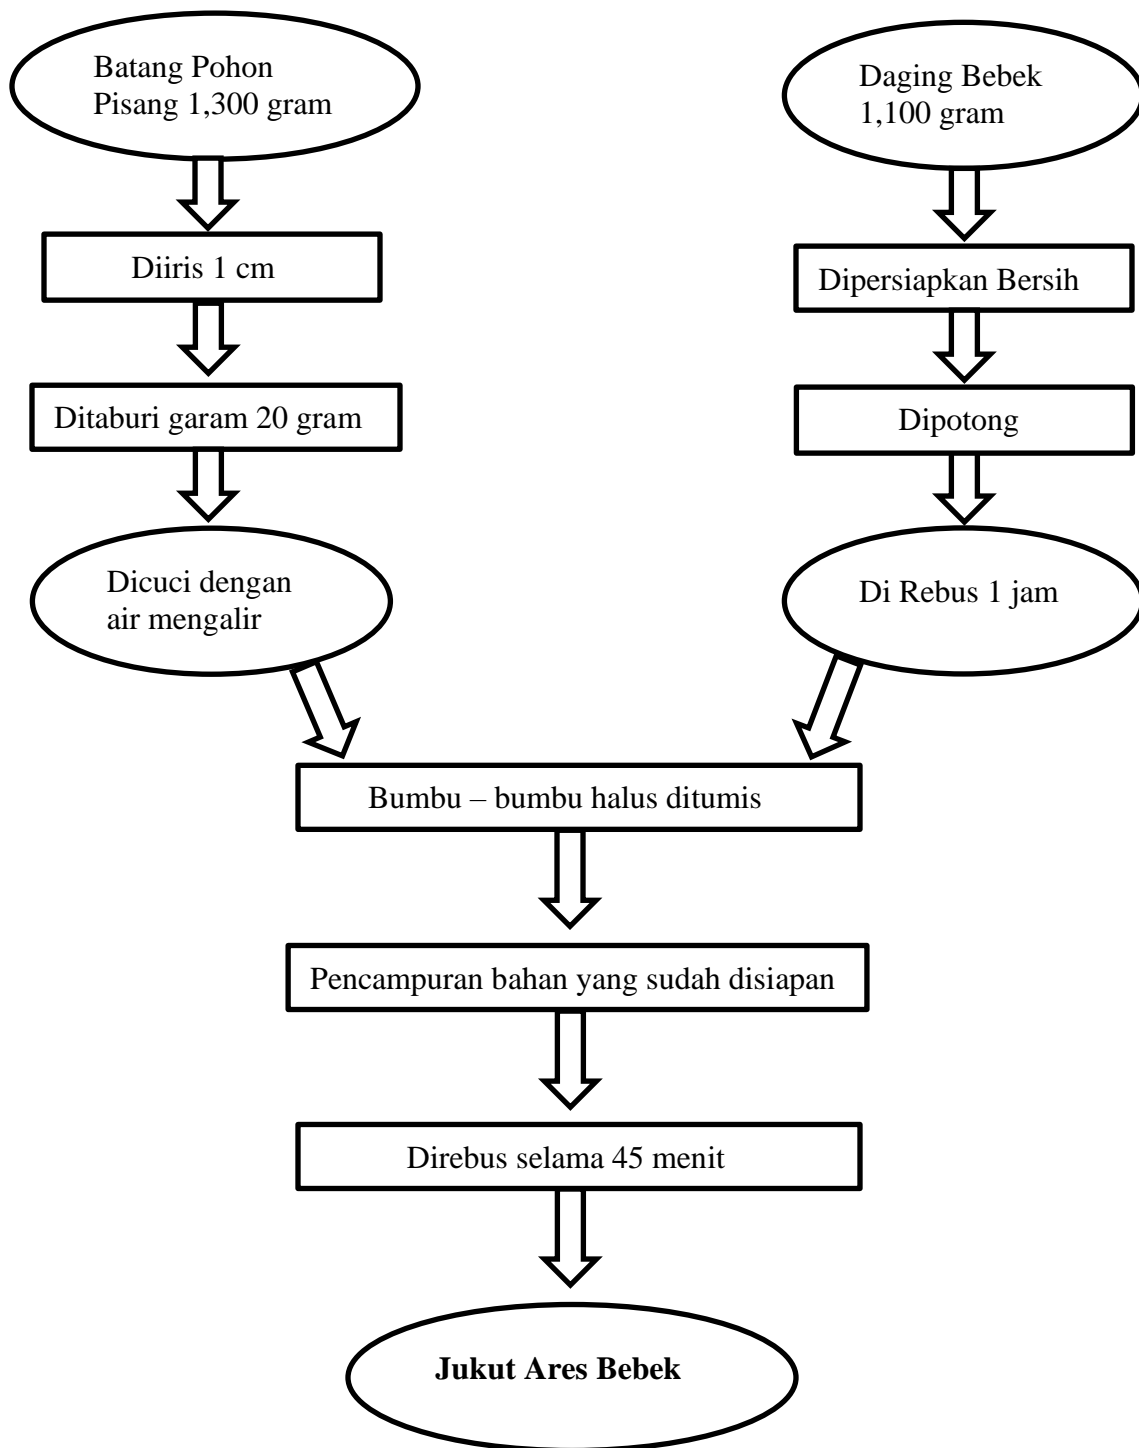 Batang Pohon
Pisang 1,300 gram
Daging Bebek
1,100 gram
Diiris 1 cm
Dipersiapkan Bersih
Ditaburi garam 20 gram
Dipotong
Dicuci dengan
air mengalir
Di Rebus 1 jam
Bumbu – bumbu halus ditumis
Pencampuran bahan yang sudah disiapan
Direbus selama 45 menit
Jukut Ares Bebek